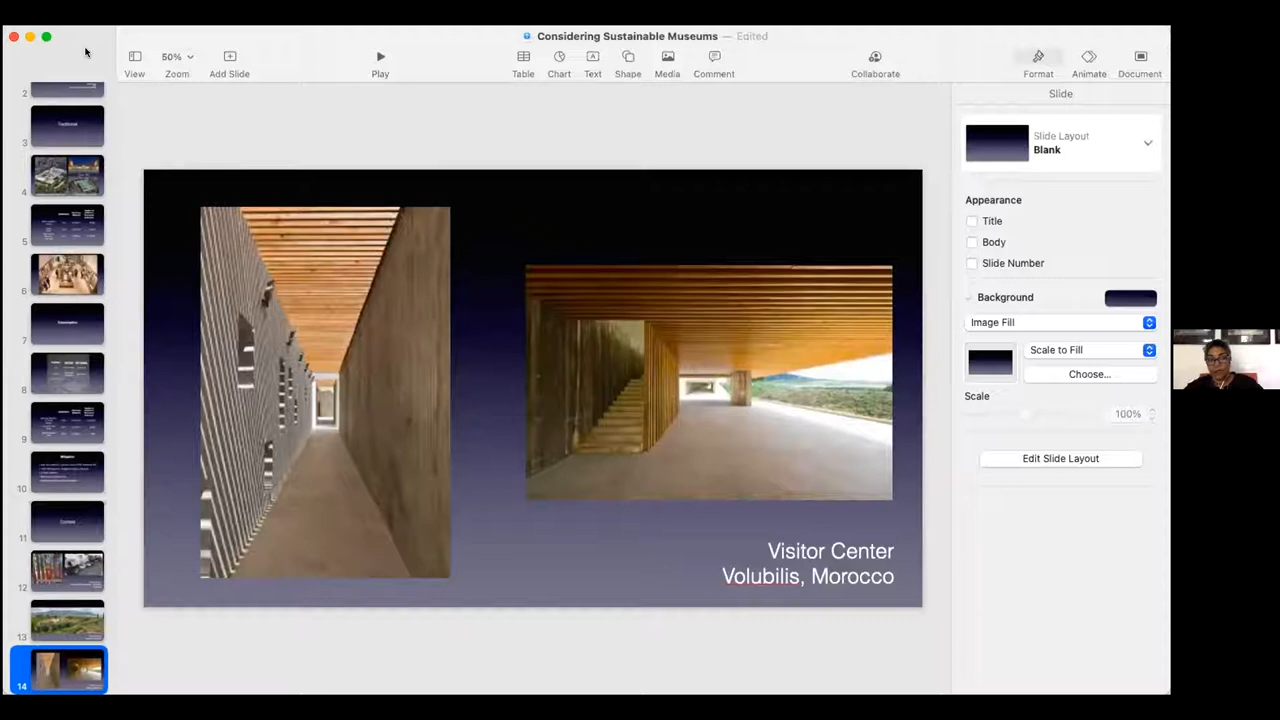 Considering Sustainable Museums — Edited
View
50%
Zoom
Add Slide
Play
Table
Chart
Text
Shape
Media
Comment
Collaborate
Format
Animate
Document
Slide
2
3
Traditional
4
5
6
7
8
9
10
11
12
13
14
Visitor Center
Volubilis, Morocco
Slide Layout
Blank
Appearance
Title
Body
Slide Number
Background
Image Fill
Scale to Fill
Choose...
Scale
100%
Edit Slide Layout